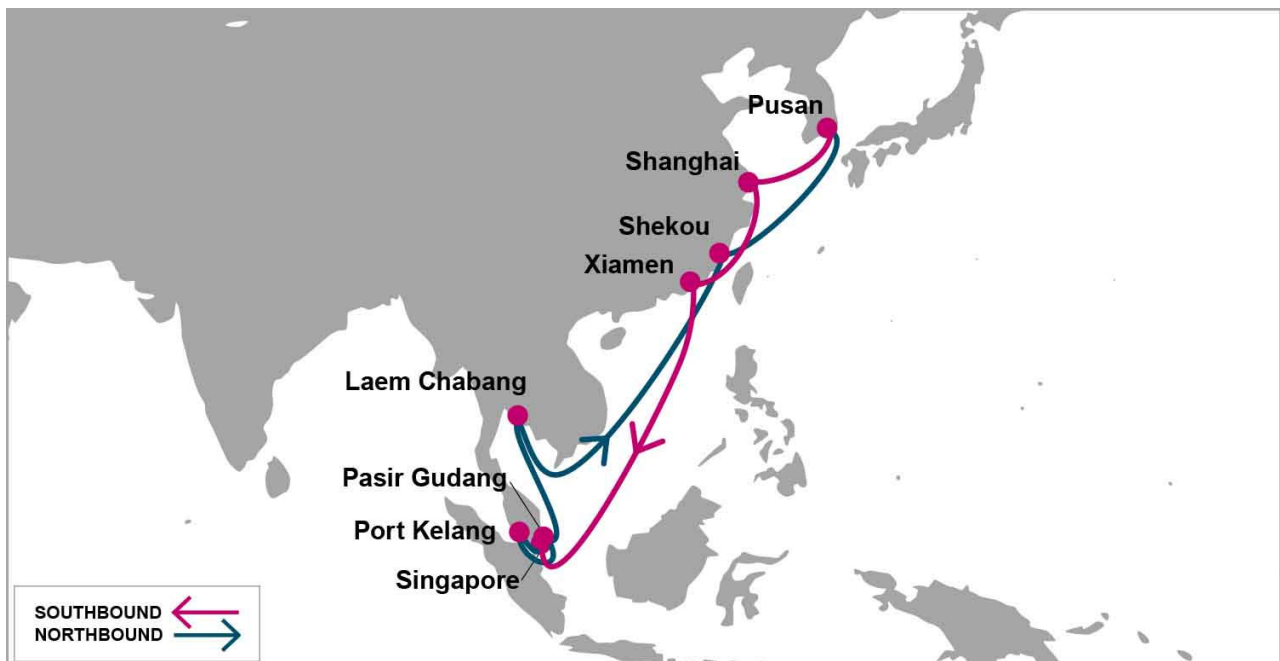 Pusan
Shanghai
Shekou
Xiamen
Laem Chabang
Pasir Gudang
Port Kelang
Singapore
SOUTHBOUND
NORTHBOUND